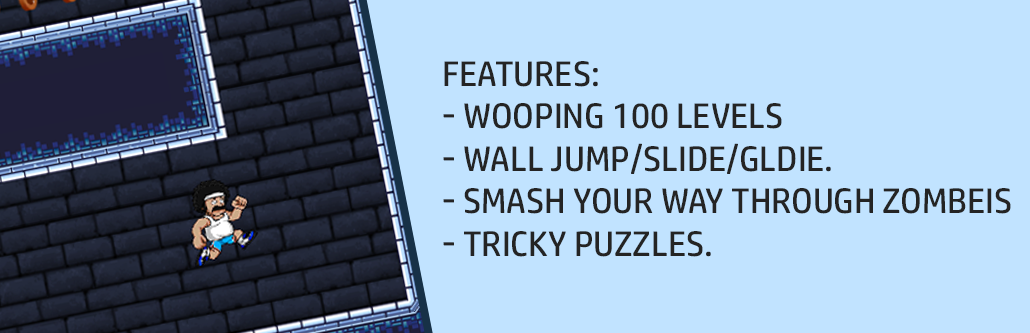 FEATURES:
- WOOPING 100 LEVELS
- WALL JUMP/SLIDE/GLDIE.
- SMASH YOUR WAY THROUGH ZOMBEIS
- TRICKY PUZZLES.